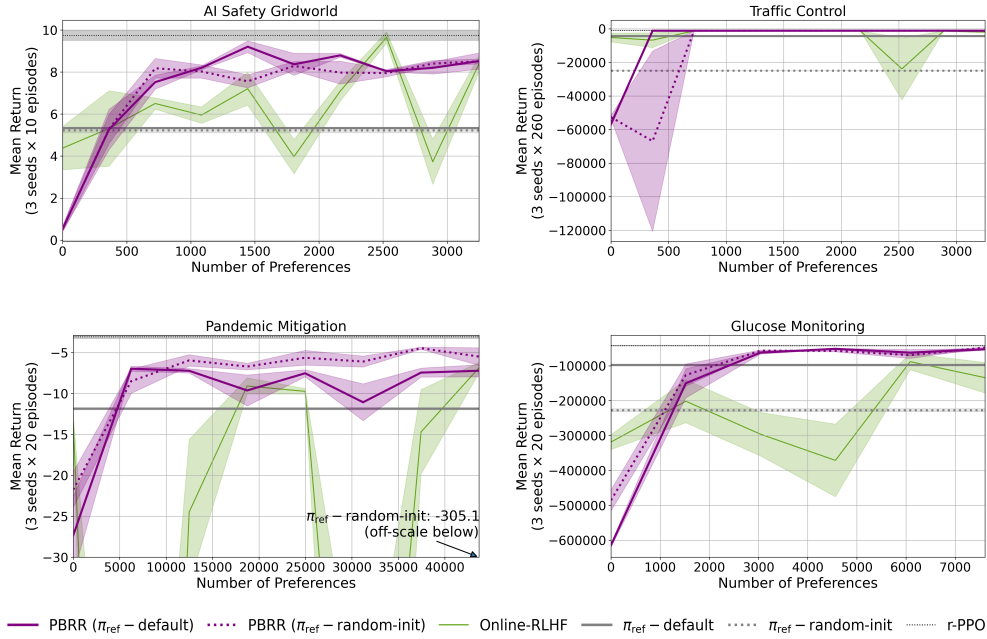 AI Safety Gridworld
Mean Return
(3 seeds × 10 episodes)
10
8
6
4
2
0
0 500 1000 1500 2000 2500 3000
Number of Preferences
Traffic Control
Mean Return
(3 seeds × 260 episodes)
0
−20000
−40000
−60000
−80000
−100000
−120000
0 500 1000 1500 2000 2500 3000
Number of Preferences
Pandemic Mitigation
Mean Return
(3 seeds × 20 episodes)
−5
−10
−15
−20
−25
−30
π_ref − random-init: -305.1
(off-scale below)
0 5000 10000 15000 20000 25000 30000 35000 40000
Number of Preferences
Glucose Monitoring
Mean Return
(3 seeds × 20 episodes)
−100000
−200000
−300000
−400000
−500000
−600000
0 1000 2000 3000 4000 5000 6000 7000
Number of Preferences
PBRR (π_ref − default) PBRR (π_ref − random-init) Online-RLHF π_ref − default π_ref − random-init r-PPO